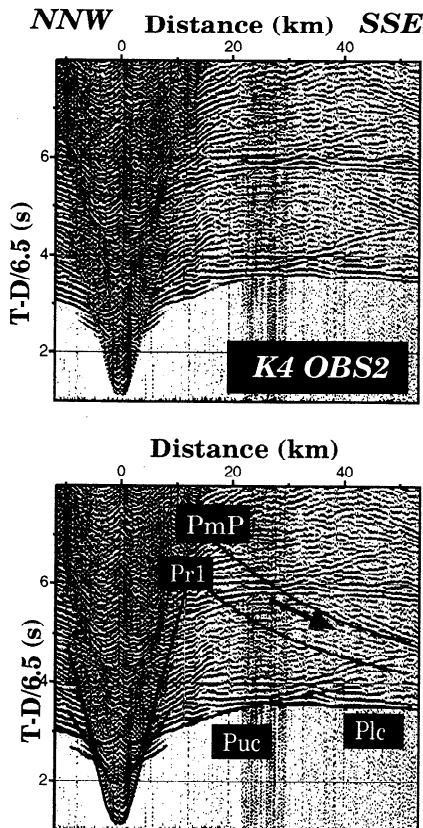 NNW Distance (km) SSE
0 20 40
T-D/6.5 (s)
6
4
2
K4 OBS2
Distance (km)
0 20 40
T-D/6.5 (s)
6
4
2
PmP
Pr1
Puc
Plc